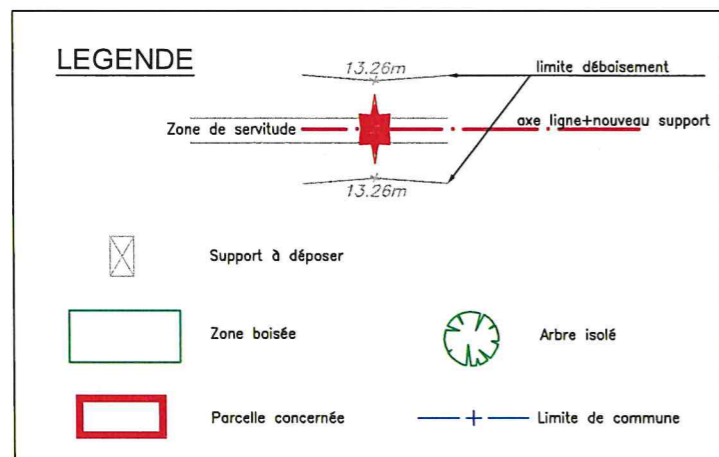 LEGENDE
13.26m
limite déboisement
Zone de servitude
axe ligne+nouveau support
13.26m
Support à déposer
Zone boisée
Arbre isolé
Parcelle concernée
Limite de commune